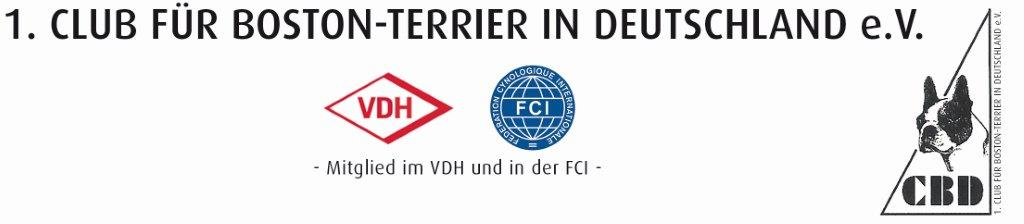 1. CLUB FÜR BOSTON-TERRIER IN DEUTSCHLAND e.V.
VDH
FEDERATION CYNOLOGIQUE INTERNATIONALE
FCI
- Mitglied im VDH und in der FCI -
CBD
1. CLUB FÜR BOSTON-TERRIER IN DEUTSCHLAND e.V.